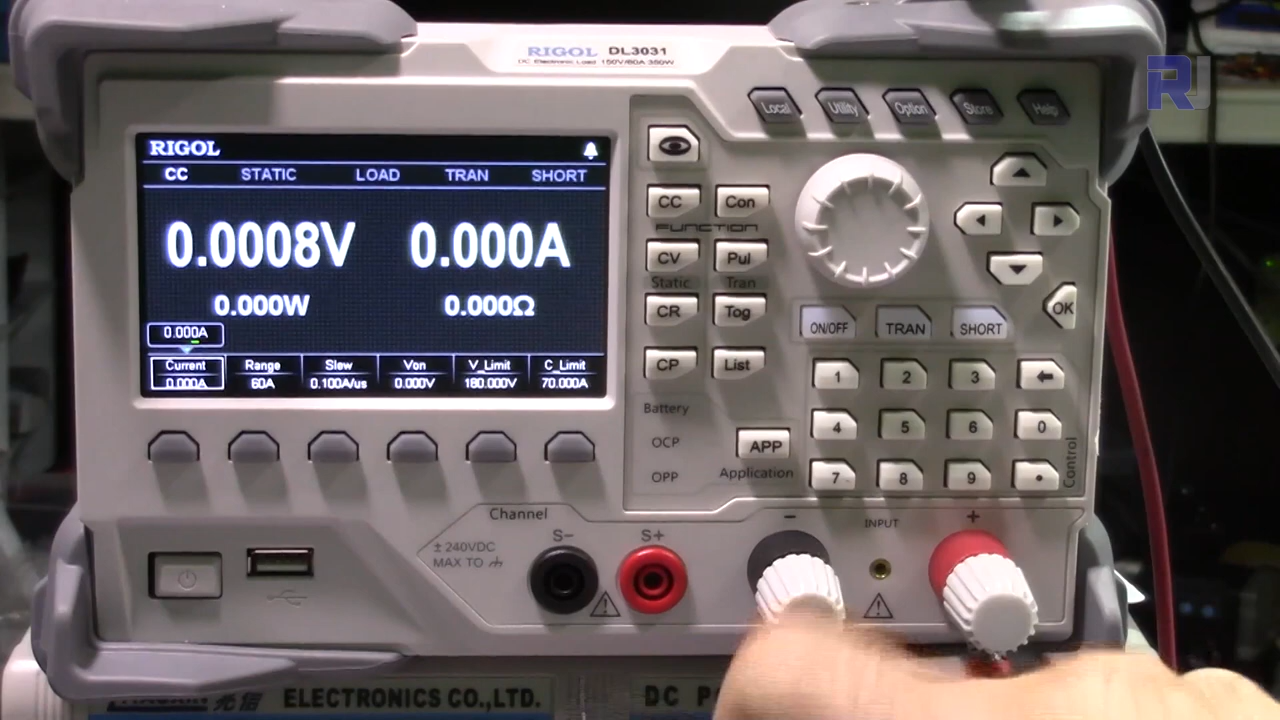 RIGOL DL3031
DC Electronic Load 150V/60A 350W
RJ
Local Utility Option Store Help
RIGOL
CC STATIC LOAD TRAN SHORT
0.0008V 0.000A
0.000W 0.000Ω
0.000A
Current Range Slew Von V_Limit C_Limit
0.000A 60A 0.100A/us 0.000V 180.000V 70.000A
CC Con
FUNCTION
CV Pul
Static Tran
CR Tog
CP List
Battery
OCP
OPP
APP
Application
OK
ON/OFF TRAN SHORT
1 2 3
4 5 6 0
7 8 9 •
Control
Channel
S- S+
± 240VDC
MAX TO
- INPUT +
光信 ELECTRONICS CO.,LTD. DC